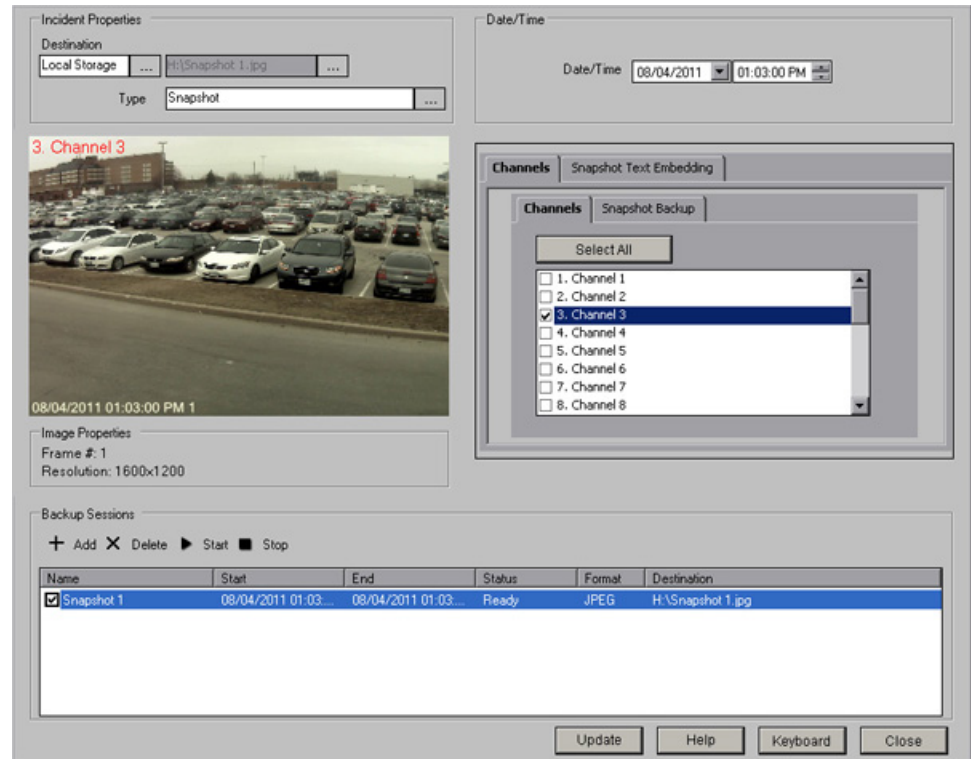 Incident Properties
Destination
Local Storage ... H:\Snapshot 1.jpg ...
Type Snapshot ...
Date/Time
Date/Time 08/04/2011 01:03:00 PM
3. Channel 3
08/04/2011 01:03:00 PM 1
Image Properties
Frame #: 1
Resolution: 1600x1200
Channels Snapshot Text Embedding
Channels Snapshot Backup
Select All
1. Channel 1
2. Channel 2
3. Channel 3
4. Channel 4
5. Channel 5
6. Channel 6
7. Channel 7
8. Channel 8
Backup Sessions
Add Delete Start Stop
Name Start End Status Format Destination
Snapshot 1 08/04/2011 01:03:... 08/04/2011 01:03:... Ready JPEG H:\Snapshot 1.jpg
Update Help Keyboard Close